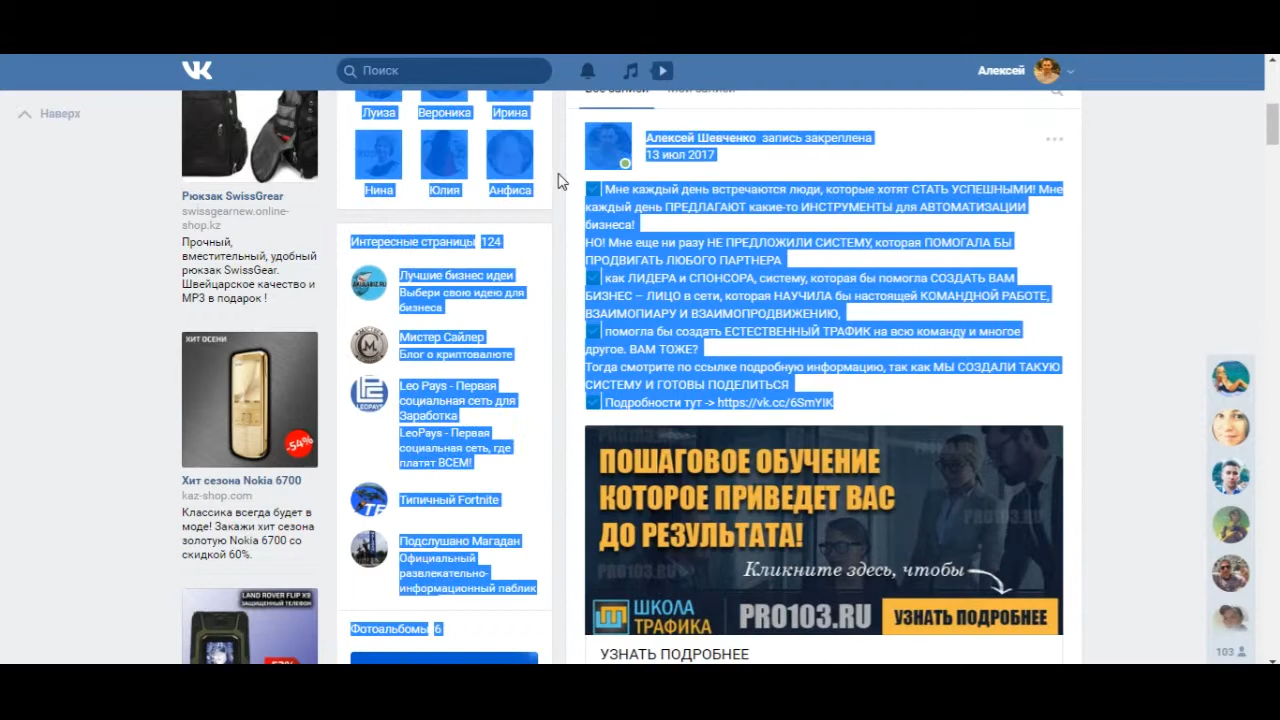 Поиск
Алексей
Наверх
Рюкзак SwissGear
swissgearnew.online-
shop.kz
Прочный,
вместительный, удобный
рюкзак SwissGear.
Швейцарское качество и
MP3 в подарок !
ХИТ ОСЕНИ
-54%
Хит сезона Nokia 6700
kaz-shop.com
Классика всегда будет в
моде! Закажи хит сезона
золотую Nokia 6700 со
скидкой 60%.
LAND ROVER FLIP X9
ЗАЩИЩЕННЫЙ ТЕЛЕФОН
Луиза Вероника Ирина
Нина Юлия Анфиса
Интересные страницы 124
Лучшие бизнес идеи
Выбери свою идею для
бизнеса
Мистер Сайлер
Блог о криптовалюте
Leo Pays - Первая
социальная сеть для
Заработка
LeoPays - Первая
социальная сеть, где
платят ВСЕМ!
LEOPAYS
Типичный Fortnite
TF
Подслушано Магадан
Официальный
развлекательно-
информационный паблик
Фотоальбомы 6
Все записи Мои записи
Алексей Шевченко запись закреплена
13 июл 2017
Мне каждый день встречаются люди, которые хотят СТАТЬ УСПЕШНЫМИ! Мне
каждый день ПРЕДЛАГАЮТ какие-то ИНСТРУМЕНТЫ для АВТОМАТИЗАЦИИ
бизнеса!
НО! Мне еще ни разу НЕ ПРЕДЛОЖИЛИ СИСТЕМУ, которая ПОМОГАЛА БЫ
ПРОДВИГАТЬ ЛЮБОГО ПАРТНЕРА
как ЛИДЕРА и СПОНСОРА, систему, которая бы помогла СОЗДАТЬ ВАМ
БИЗНЕС – ЛИЦО в сети, которая НАУЧИЛА бы настоящей КОМАНДНОЙ РАБОТЕ,
ВЗАИМОПИАРУ И ВЗАИМОПРОДВИЖЕНИЮ,
помогла бы создать ЕСТЕСТВЕННЫЙ ТРАФИК на всю команду и многое
другое. ВАМ ТОЖЕ?
Тогда смотрите по ссылке подробную информацию, так как МЫ СОЗДАЛИ ТАКУЮ
СИСТЕМУ И ГОТОВЫ ПОДЕЛИТЬСЯ
Подробности тут -> https://vk.cc/6SmYIK
ПОШАГОВОЕ ОБУЧЕНИЕ
КОТОРОЕ ПРИВЕДЕТ ВАС
ДО РЕЗУЛЬТАТА!
Кликните здесь, чтобы
ШКОЛА
ТРАФИКА
PRO103.RU
УЗНАТЬ ПОДРОБНЕЕ
УЗНАТЬ ПОДРОБНЕЕ
103